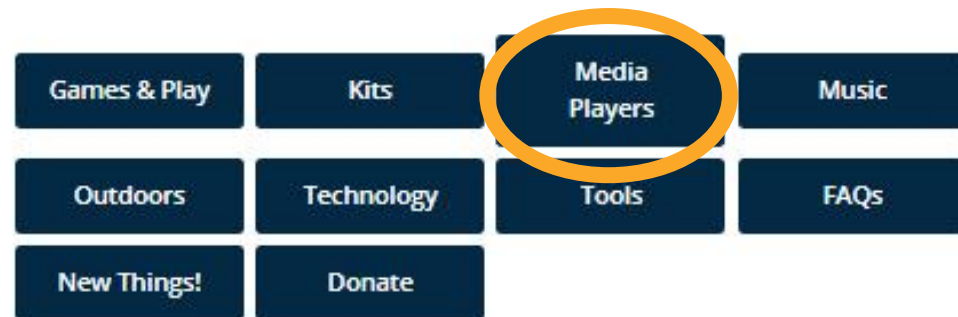 Games & Play
Kits
Media
Players
Music
Outdoors
Technology
Tools
FAQs
New Things!
Donate